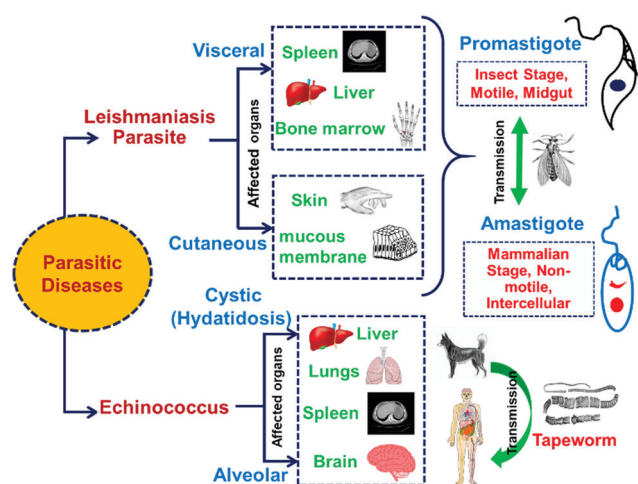 Parasitic
Diseases
Leishmaniasis
Parasite
Visceral
Affected organs
Cutaneous
Spleen
Liver
Bone marrow
Skin
mucous
membrane
Promastigote
Insect Stage,
Motile, Midgut
Transmission
Amastigote
Mammalian
Stage, Non-
motile,
Intercellular
Echinococcus
Cystic
(Hydatidosis)
Affected organs
Alveolar
Liver
Lungs
Spleen
Brain
Transmission
Tapeworm